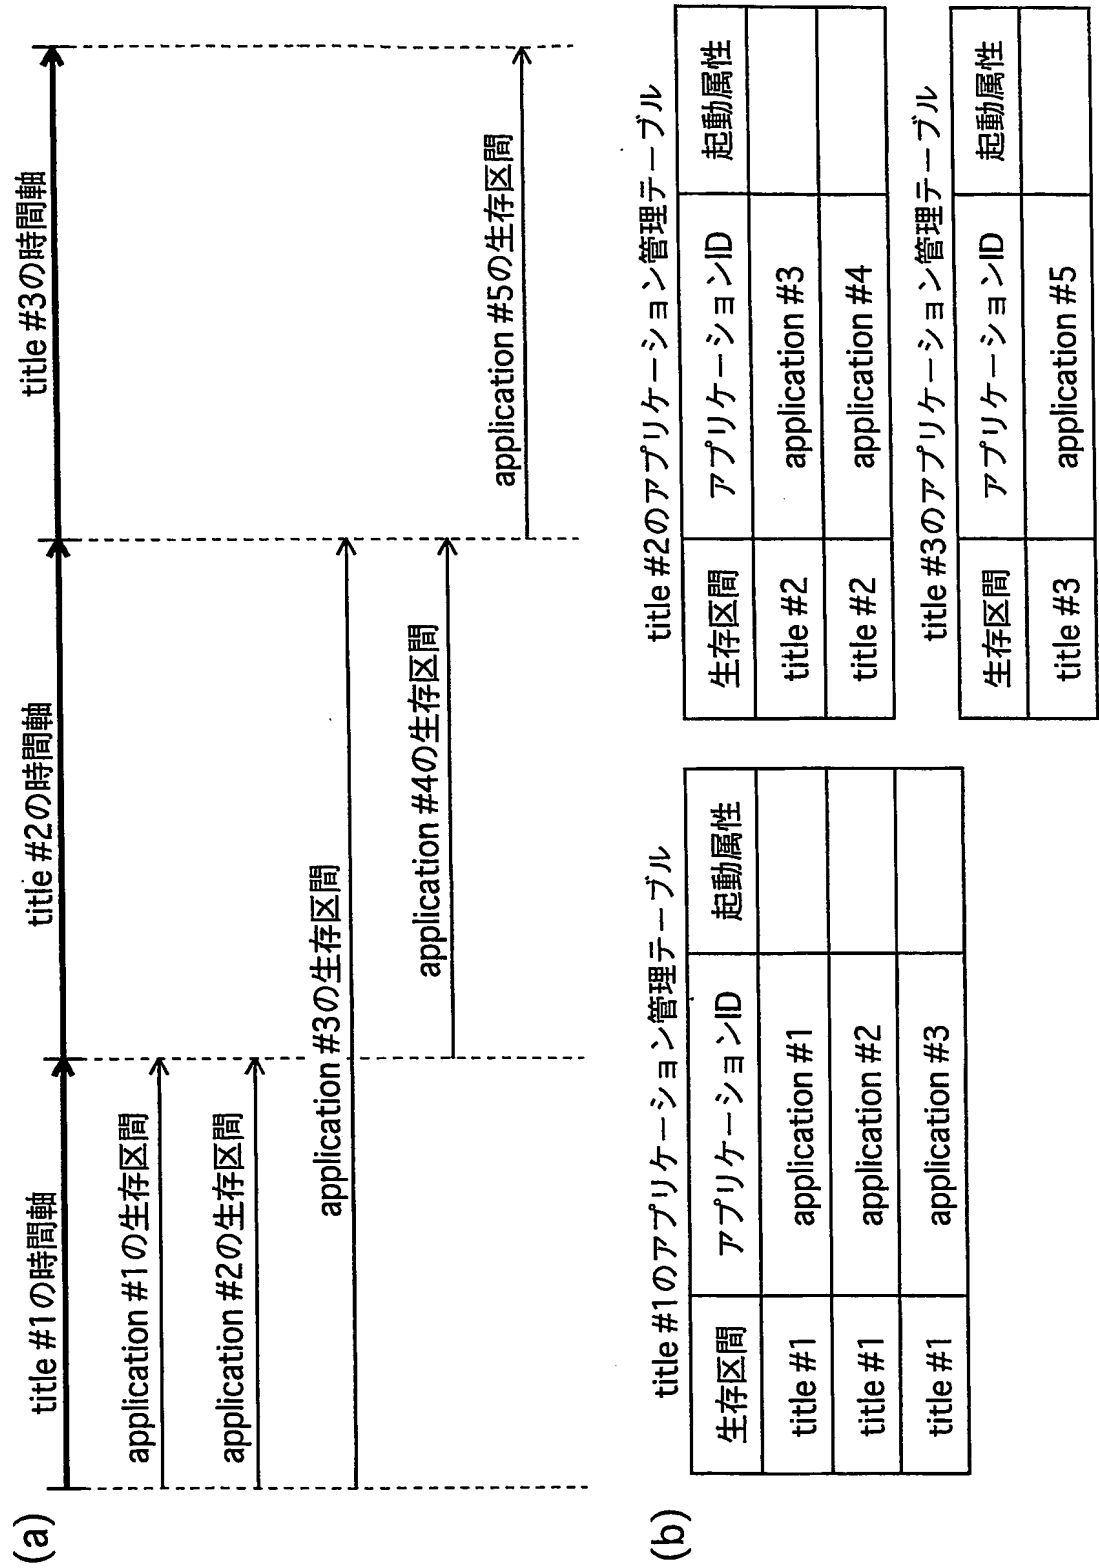 (a)
title #1の時間軸
title #2の時間軸
title #3の時間軸
application #1の生存区間
application #2の生存区間
application #3の生存区間
application #4の生存区間
application #5の生存区間
(b)
title #1のアプリケーション管理テーブル
生存区間 アプリケーションID 起動属性
title #1 application #1
title #1 application #2
title #1 application #3
title #2のアプリケーション管理テーブル
生存区間 アプリケーションID 起動属性
title #2 application #3
title #2 application #4
title #3のアプリケーション管理テーブル
生存区間 アプリケーションID 起動属性
title #3 application #5